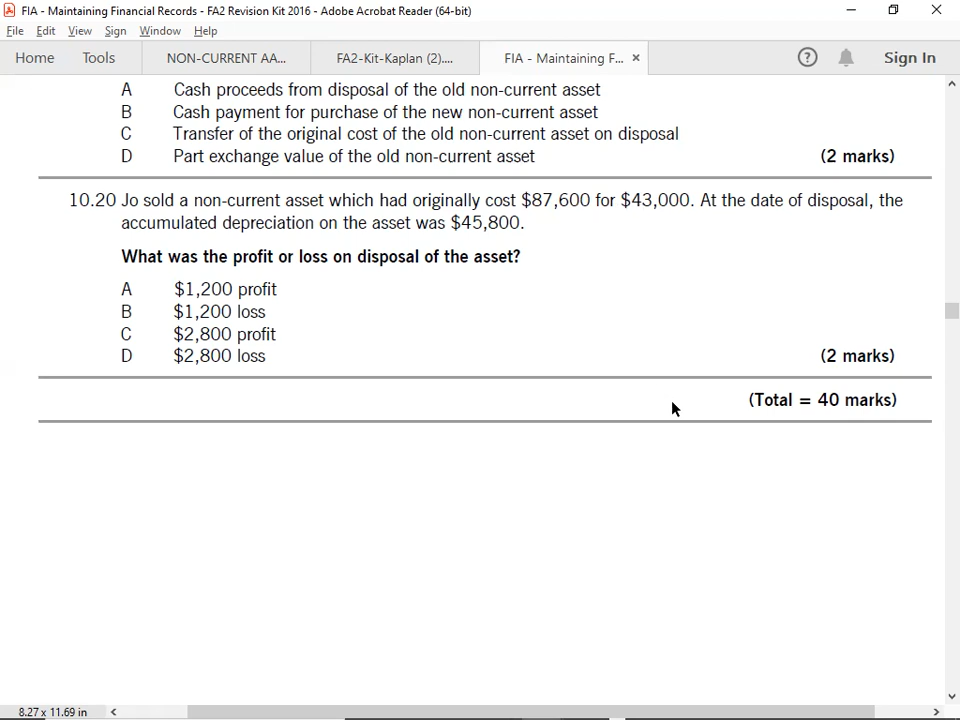 FIA - Maintaining Financial Records - FA2 Revision Kit 2016 - Adobe Acrobat Reader (64-bit)
File Edit View Window Sign Help
Home Tools NON-CURRENT AA... FA2-Kit-Kaplan (2).... FIA - Maintaining F... × Sign In
A Cash proceeds from disposal of the old non-current asset
B Cash payment for purchase of the new non-current asset
C Transfer of the original cost of the old non-current asset on disposal
D Part exchange value of the old non-current asset (2 marks)
10.20 Jo sold a non-current asset which had originally cost $87,600 for $43,000. At the date of disposal, the
accumulated depreciation on the asset was $45,800.
What was the profit or loss on disposal of the asset?
A $1,200 profit
B $1,200 loss
C $2,800 profit
D $2,800 loss (2 marks)
(Total = 40 marks)
8.27 x 11.69 in